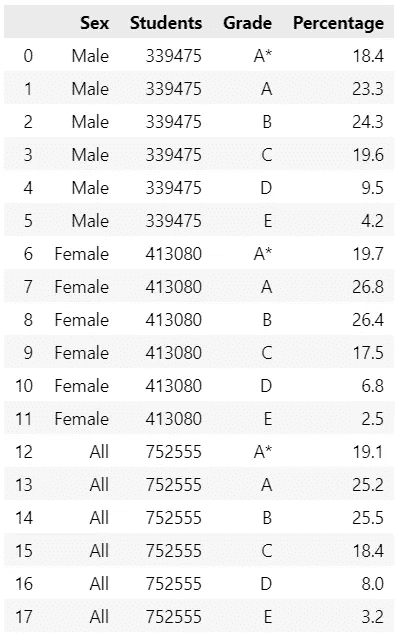 Sex Students Grade Percentage
0 Male 339475 A* 18.4
1 Male 339475 A 23.3
2 Male 339475 B 24.3
3 Male 339475 C 19.6
4 Male 339475 D 9.5
5 Male 339475 E 4.2
6 Female 413080 A* 19.7
7 Female 413080 A 26.8
8 Female 413080 B 26.4
9 Female 413080 C 17.5
10 Female 413080 D 6.8
11 Female 413080 E 2.5
12 All 752555 A* 19.1
13 All 752555 A 25.2
14 All 752555 B 25.5
15 All 752555 C 18.4
16 All 752555 D 8.0
17 All 752555 E 3.2